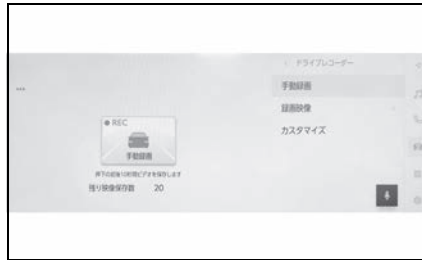 ドライブレコーダー
手動録画
録画映像
カスタマイズ
REC
手動録画
押下の前後10秒間ビデオを保存します
残り映像保存数 20